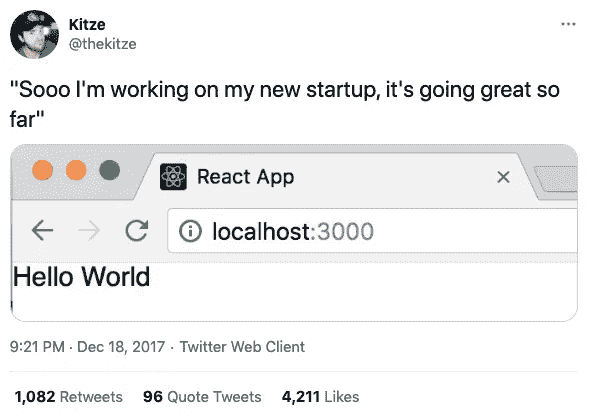 Kitze
@thekitze
"Sooo I'm working on my new startup, it's going great so
far"
React App
localhost:3000
Hello World
9:21 PM · Dec 18, 2017 · Twitter Web Client
1,082 Retweets 96 Quote Tweets 4,211 Likes